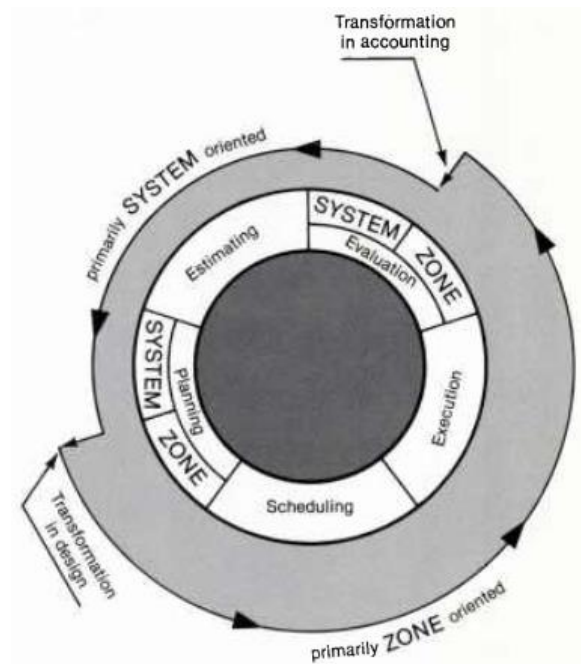 Transformation
in accounting
primarily SYSTEM oriented
SYSTEM
ZONE
Evaluation
Estimating
SYSTEM
ZONE
Planning
Execution
Scheduling
Transformation
in design
primarily ZONE oriented